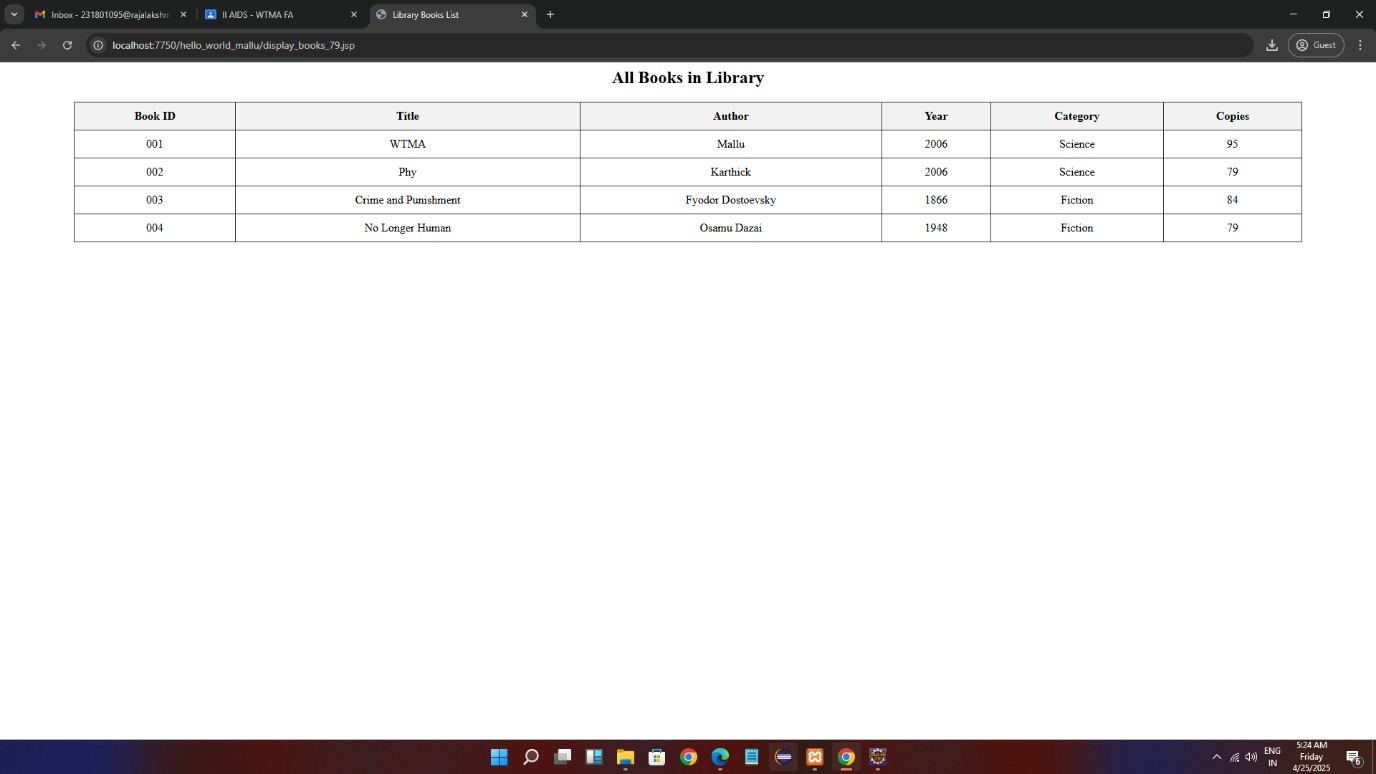 Inbox - 231801095@rajalakshm
II AIDS - WTMA FA
Library Books List
localhost:7750/hello_world_mallu/display_books_79.jsp
Guest
All Books in Library
Book ID Title Author Year Category Copies
001 WTMA Mallu 2006 Science 95
002 Phy Karthick 2006 Science 79
003 Crime and Punishment Fyodor Dostoevsky 1866 Fiction 84
004 No Longer Human Osamu Dazai 1948 Fiction 79
ENG
IN
5:24 AM
Friday
4/25/2025
6